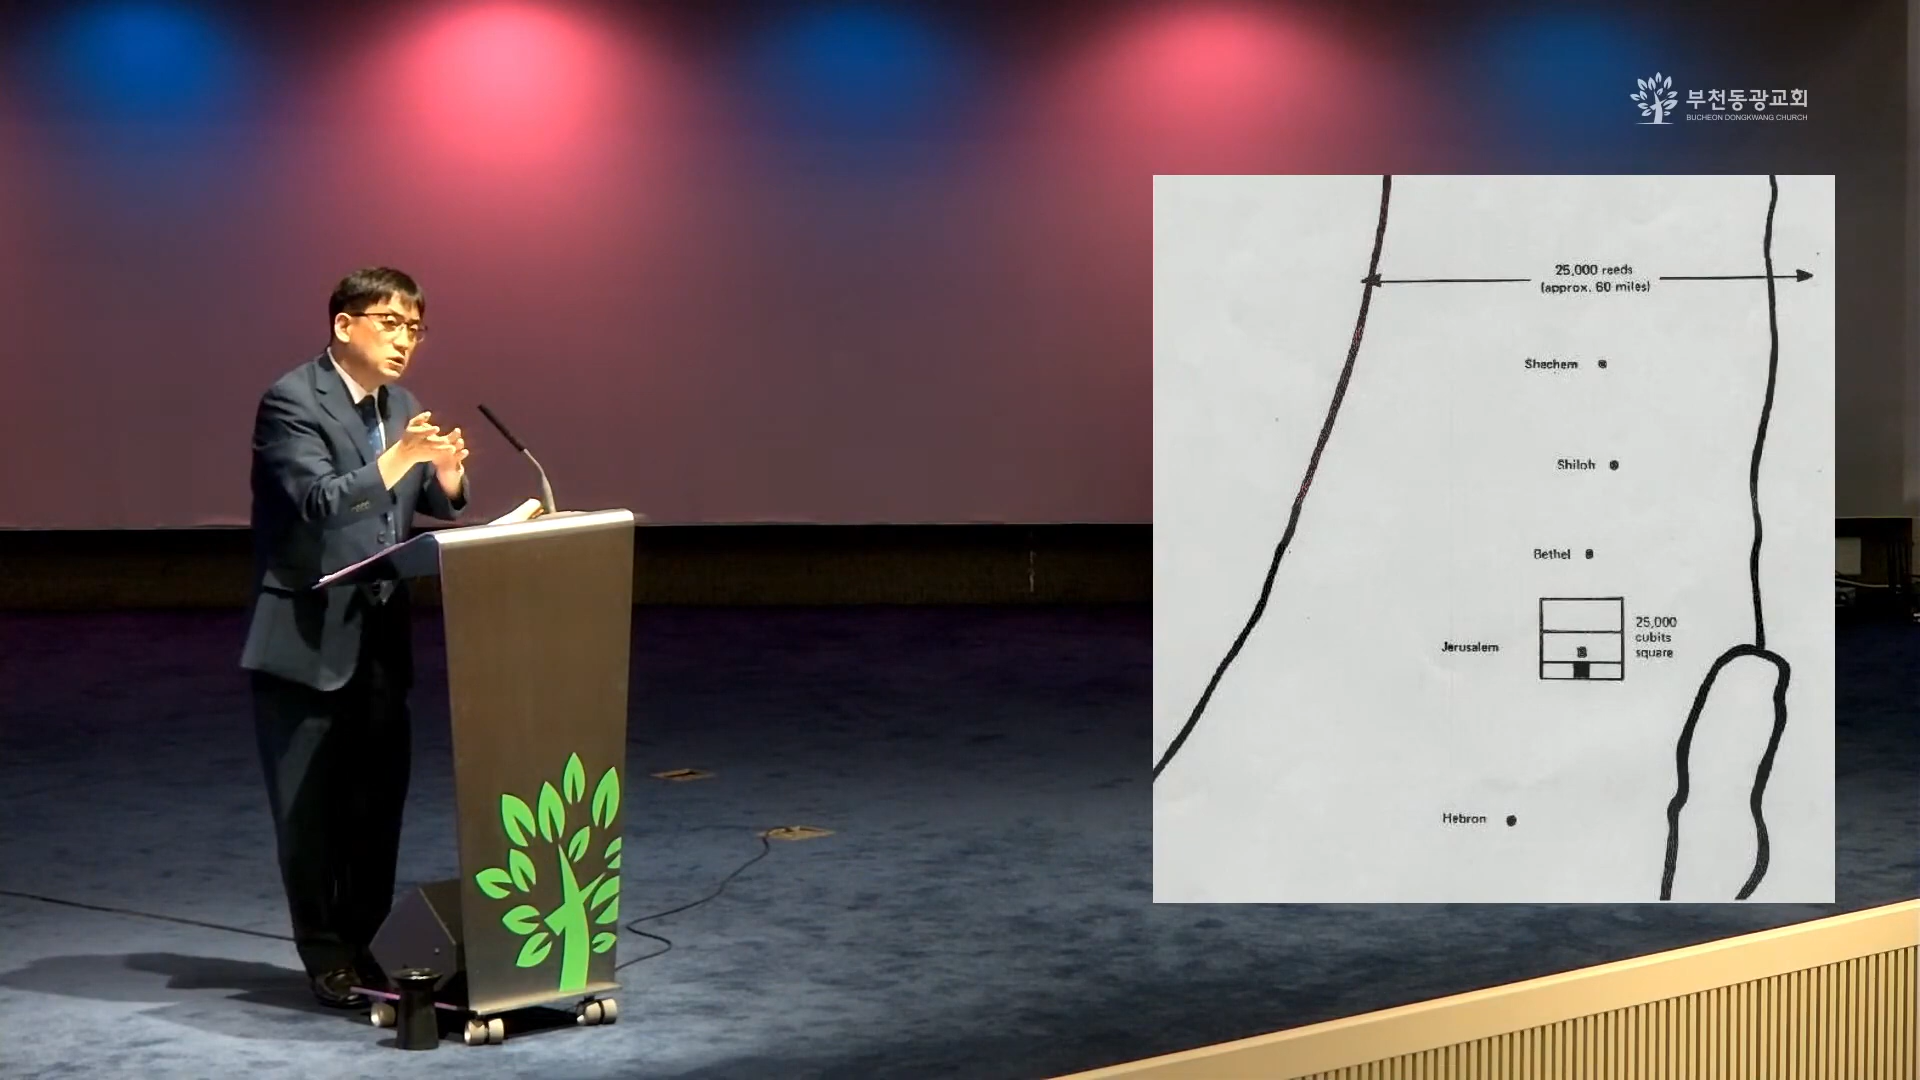 부천동광교회
BUCHEON DONGKWANG CHURCH
25,000 reeds
(approx. 60 miles)
Shechem
Shiloh
Bethel
25,000
cubits
square
Jerusalem
Hebron